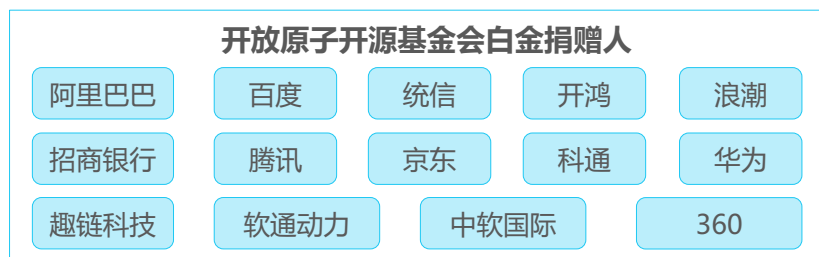 开放原子开源基金会白金捐赠人
阿里巴巴 百度 统信 开鸿 浪潮
招商银行 腾讯 京东 科通 华为
趣链科技 软通动力 中软国际 360